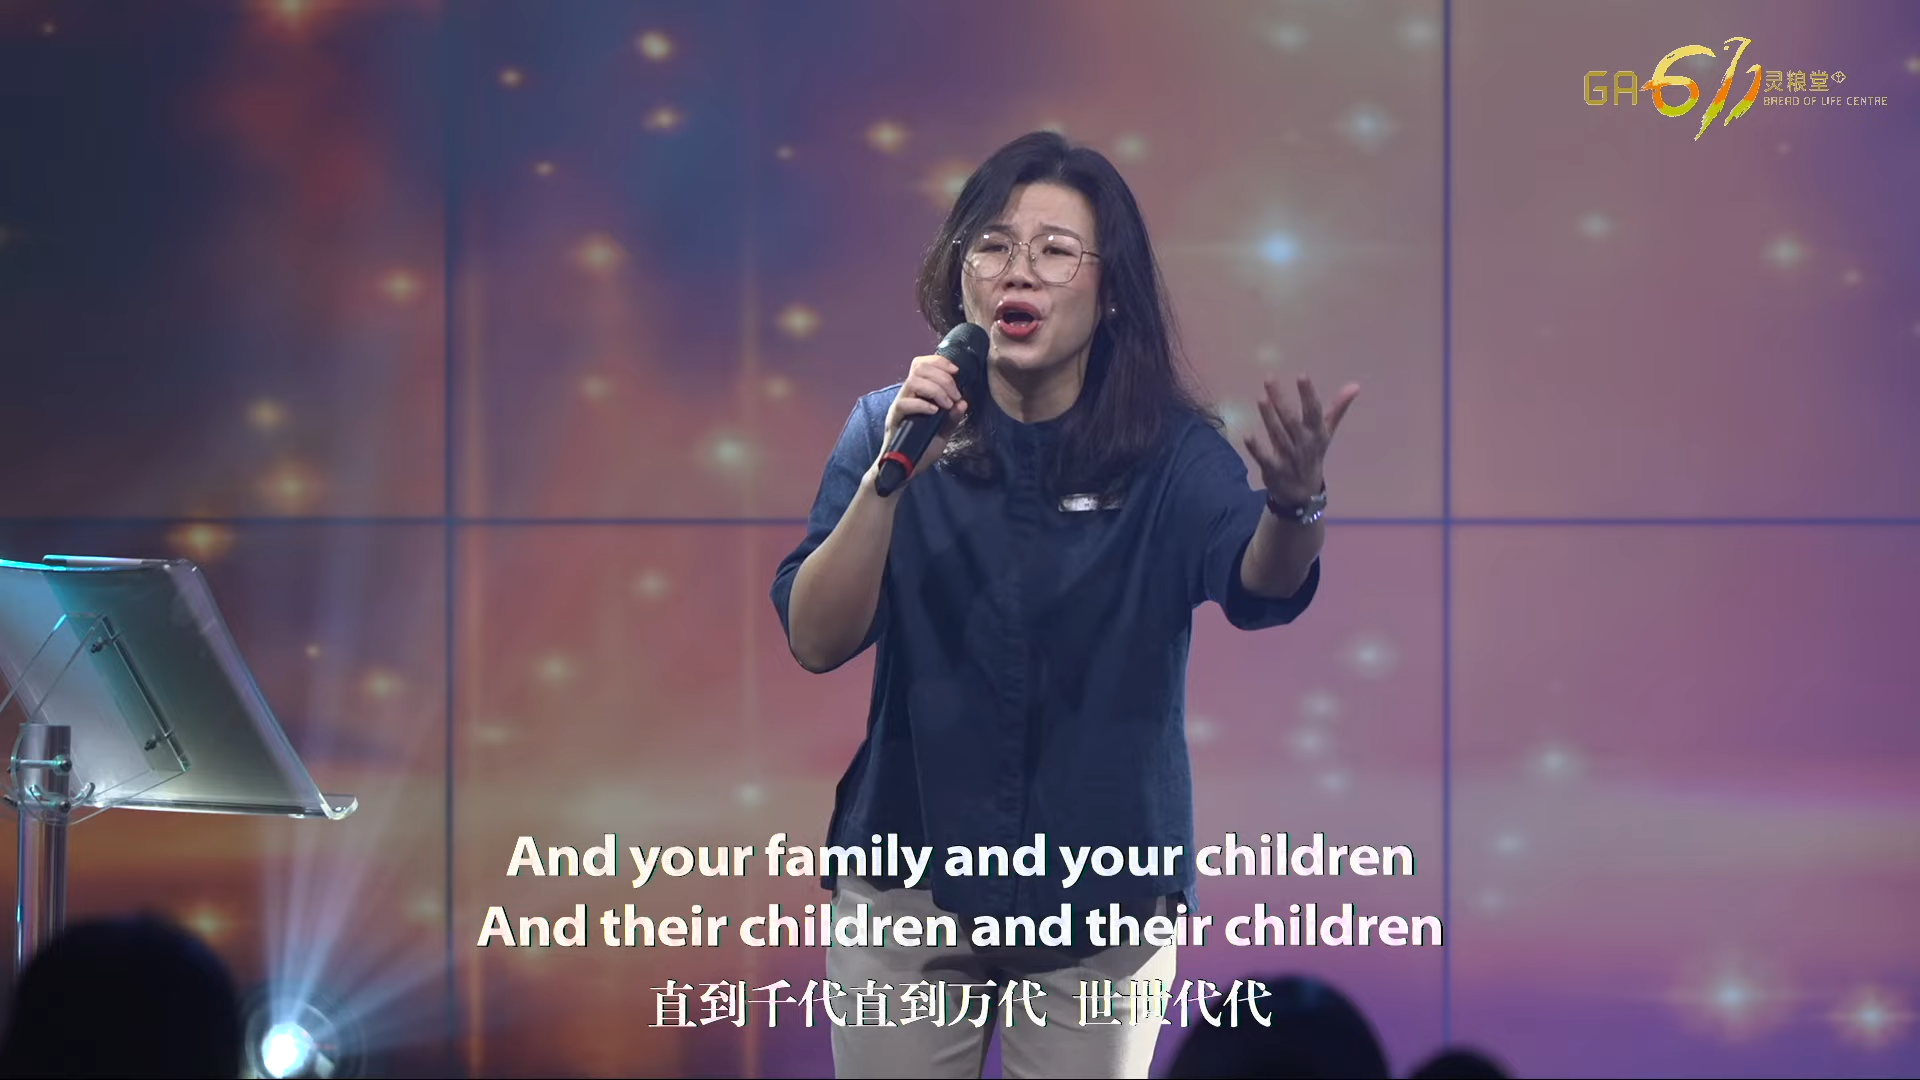 GA 611 灵粮堂
BREAD OF LIFE CENTRE
And your family and your children
And their children and their children
直到千代直到万代 世世代代